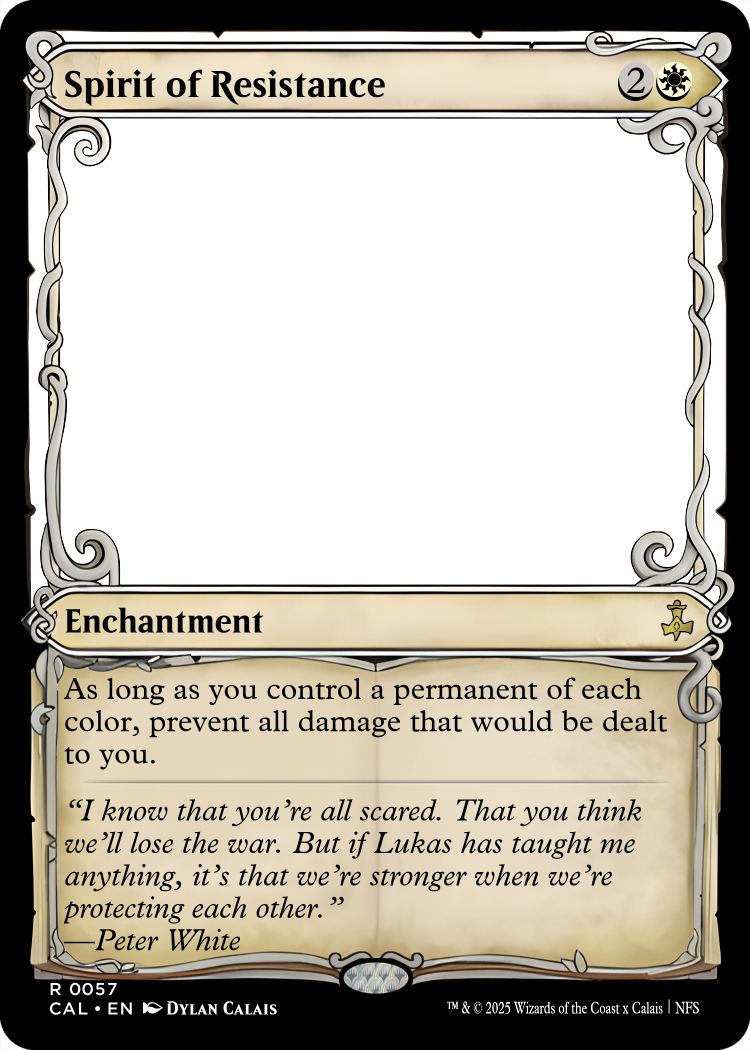 Spirit of Resistance
2
Enchantment
As long as you control a permanent of each
color, prevent all damage that would be dealt
to you.
“I know that you’re all scared. That you think
we’ll lose the war. But if Lukas has taught me
anything, it’s that we’re stronger when we’re
protecting each other.”
—Peter White
R 0057
CAL • EN Dylan Calais
™ & © 2025 Wizards of the Coast x Calais | NFS